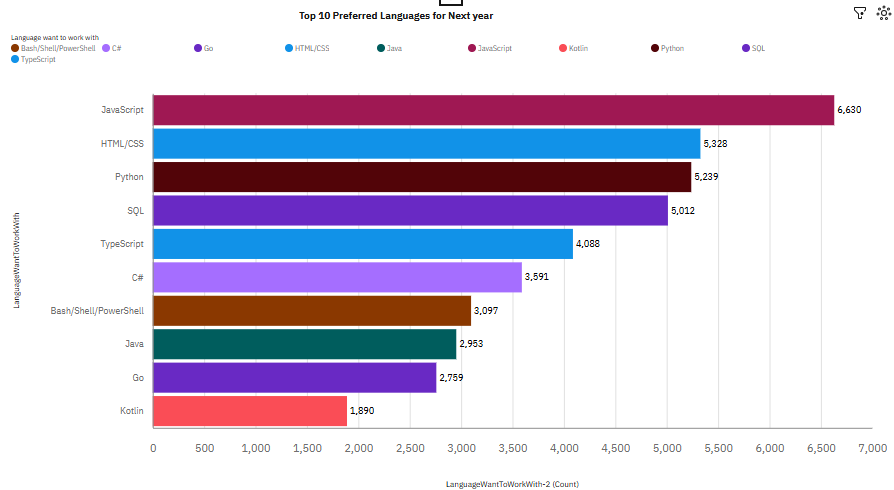 Top 10 Preferred Languages for Next year
Language want to work with
Bash/Shell/PowerShell C# Go HTML/CSS Java JavaScript Kotlin Python SQL
TypeScript
LanguageWantToWorkWith
JavaScript 6,630
HTML/CSS 5,328
Python 5,239
SQL 5,012
TypeScript 4,088
C# 3,591
Bash/Shell/PowerShell 3,097
Java 2,953
Go 2,759
Kotlin 1,890
0 500 1,000 1,500 2,000 2,500 3,000 3,500 4,000 4,500 5,000 5,500 6,000 6,500 7,000
LanguageWantToWorkWith-2 (Count)